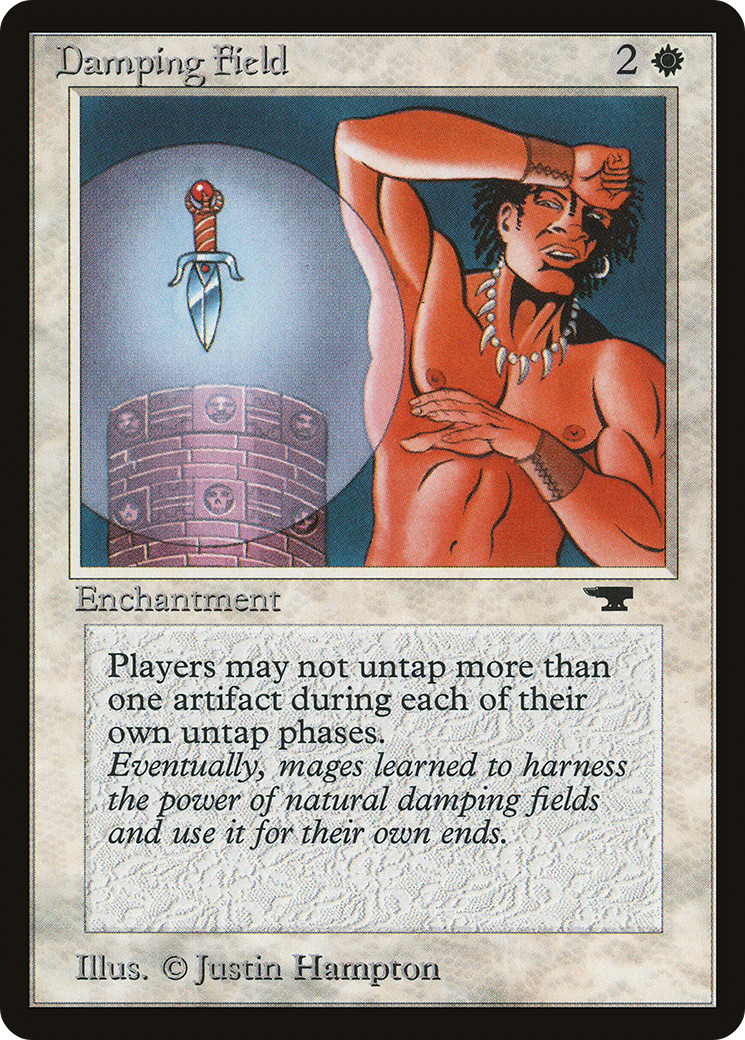 Damping Field 2
Enchantment
Players may not untap more than
one artifact during each of their
own untap phases.
Eventually, mages learned to harness
the power of natural damping fields
and use it for their own ends.
Illus. © Justin Hampton